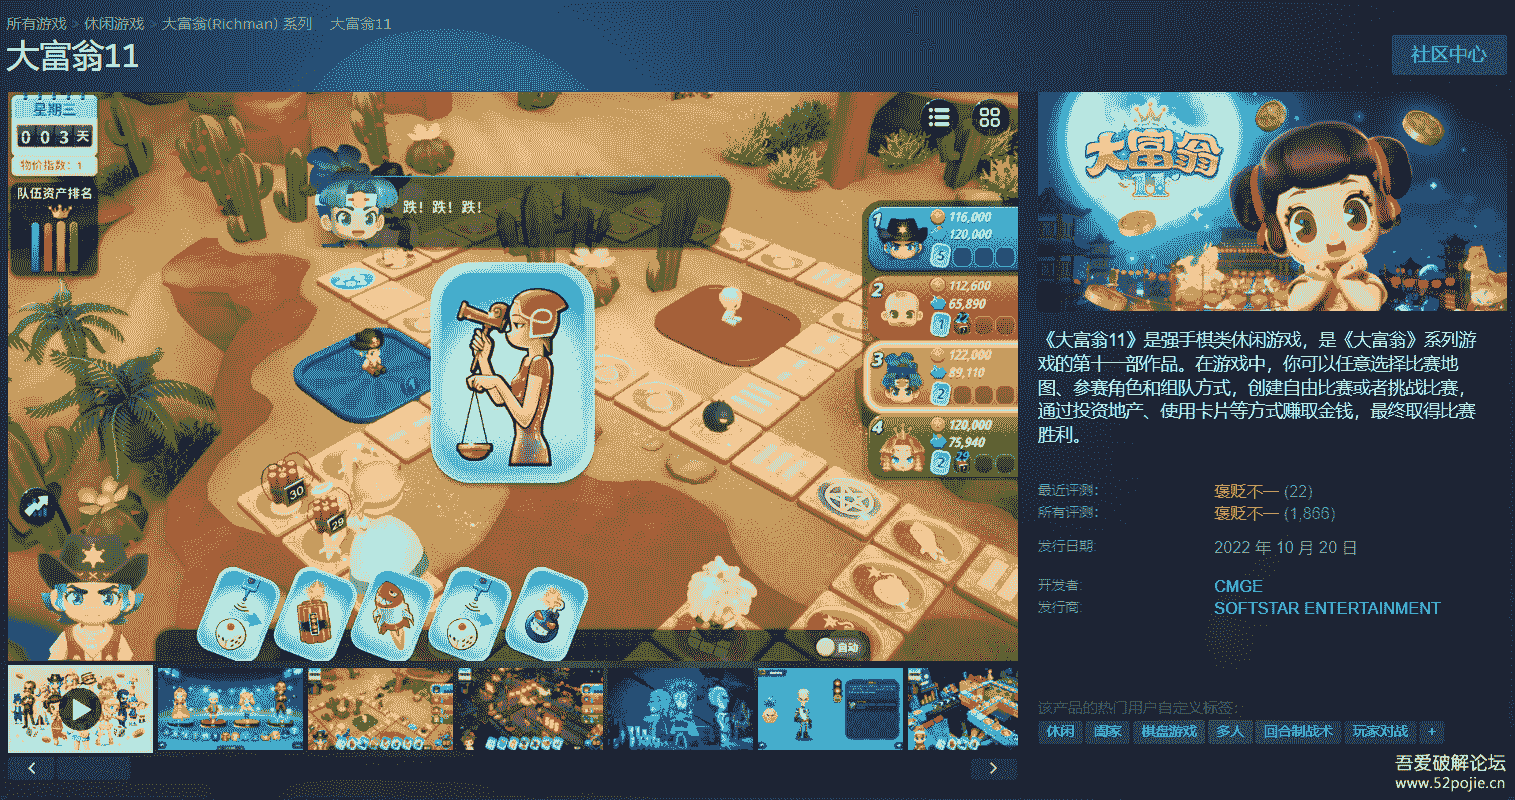 所有游戏 > 休闲游戏 > 大富翁(Richman) 系列 大富翁11
大富翁11
社区中心
星期三
003天
物价指数：1
队伍资产排名
跌！跌！跌！
1
116,000
120,000
5
2
112,600
65,890
1
3
122,000
89,110
2
4
120,000
75,940
2 29
30
29
自动
大富翁
11
《大富翁11》是强手棋类休闲游戏，是《大富翁》系列游
戏的第十一部作品。在游戏中，你可以任意选择比赛地
图、参赛角色和组队方式，创建自由比赛或者挑战比赛，
通过投资地产、使用卡片等方式赚取金钱，最终取得比赛
胜利。
最近评测: 褒贬不一 (22)
所有评测: 褒贬不一 (1,866)
发行日期: 2022 年 10 月 20 日
开发者: CMGE
发行商: SOFTSTAR ENTERTAINMENT
该产品的热门用户自定义标签:
休闲 阖家 棋盘游戏 多人 回合制战术 玩家对战 +
吾爱破解论坛
www.52pojie.cn